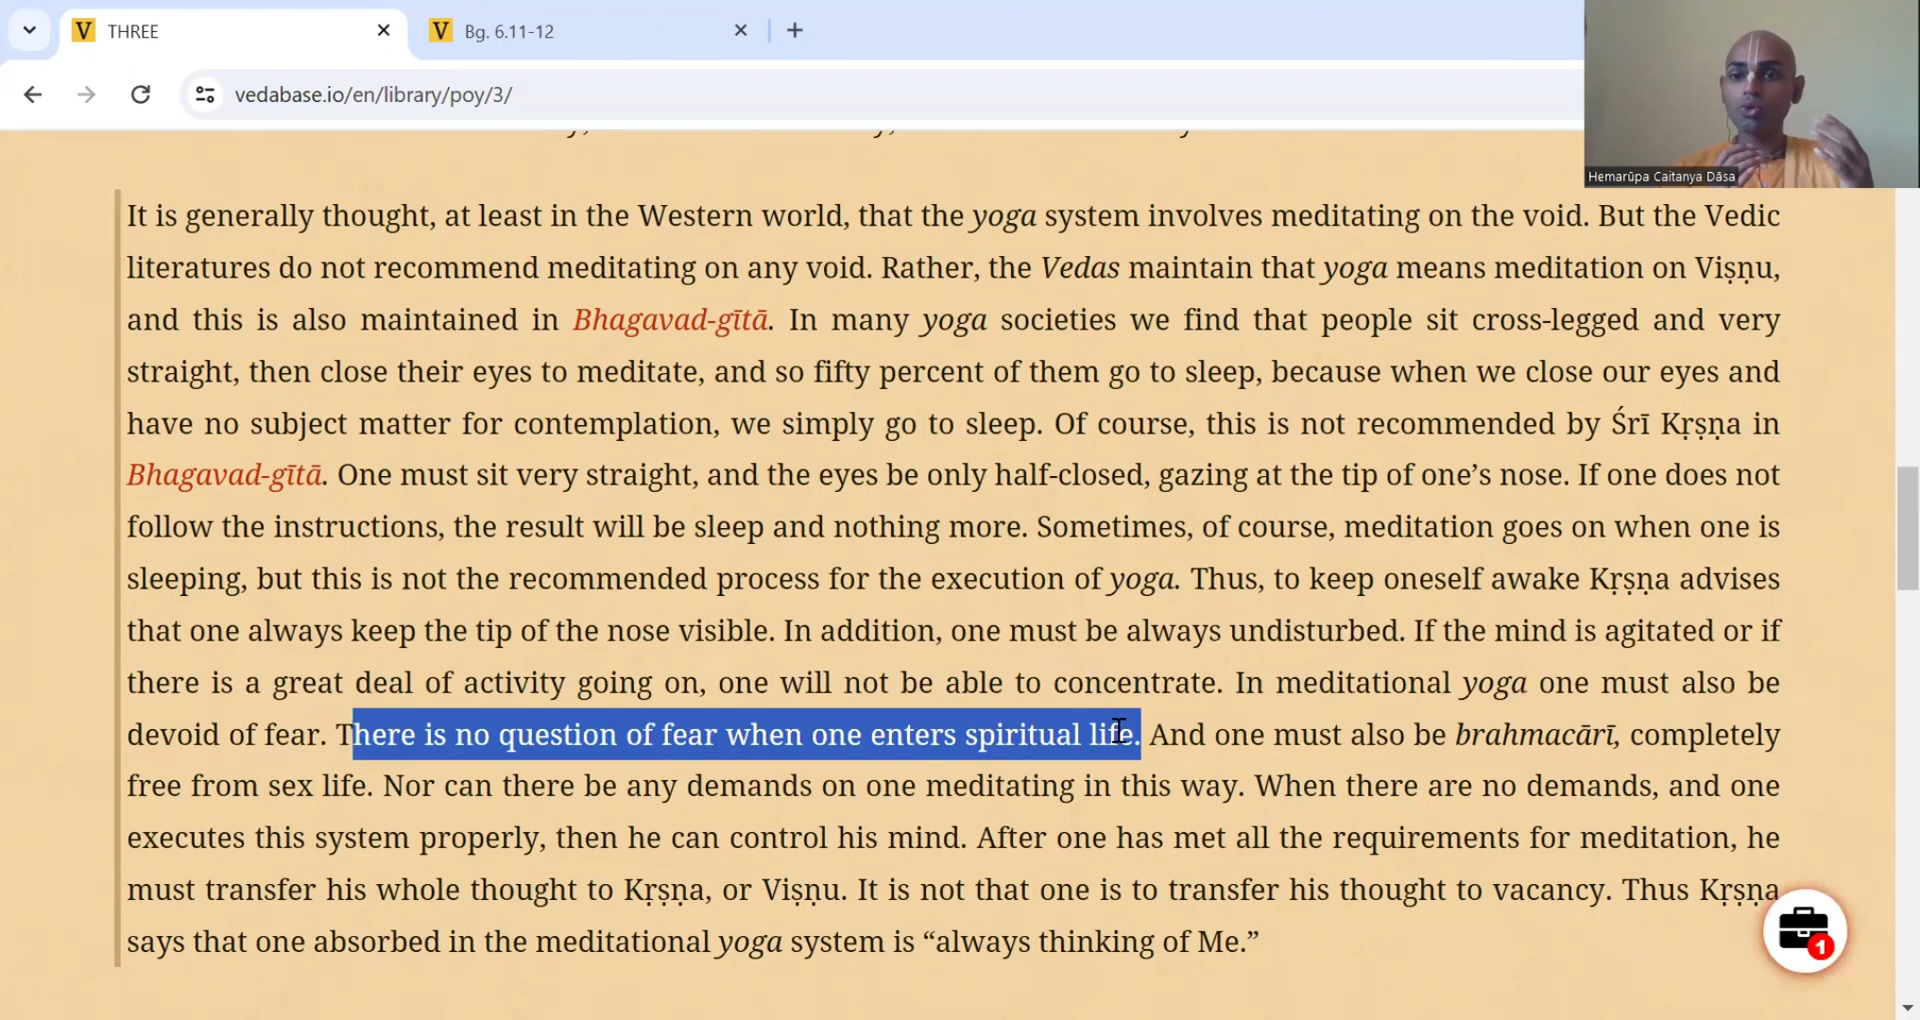 THREE
Bg. 6.11-12
vedabase.io/en/library/poy/3/
Hemarūpa Caitanya Dāsa
It is generally thought, at least in the Western world, that the yoga system involves meditating on the void. But the Vedic
literatures do not recommend meditating on any void. Rather, the Vedas maintain that yoga means meditation on Viṣṇu,
and this is also maintained in Bhagavad-gītā. In many yoga societies we find that people sit cross-legged and very
straight, then close their eyes to meditate, and so fifty percent of them go to sleep, because when we close our eyes and
have no subject matter for contemplation, we simply go to sleep. Of course, this is not recommended by Śrī Kṛṣṇa in
Bhagavad-gītā. One must sit very straight, and the eyes be only half-closed, gazing at the tip of one’s nose. If one does not
follow the instructions, the result will be sleep and nothing more. Sometimes, of course, meditation goes on when one is
sleeping, but this is not the recommended process for the execution of yoga. Thus, to keep oneself awake Kṛṣṇa advises
that one always keep the tip of the nose visible. In addition, one must be always undisturbed. If the mind is agitated or if
there is a great deal of activity going on, one will not be able to concentrate. In meditational yoga one must also be
devoid of fear. There is no question of fear when one enters spiritual life. And one must also be brahmacārī, completely
free from sex life. Nor can there be any demands on one meditating in this way. When there are no demands, and one
executes this system properly, then he can control his mind. After one has met all the requirements for meditation, he
must transfer his whole thought to Kṛṣṇa, or Viṣṇu. It is not that one is to transfer his thought to vacancy. Thus Kṛṣṇa
says that one absorbed in the meditational yoga system is “always thinking of Me.”
1